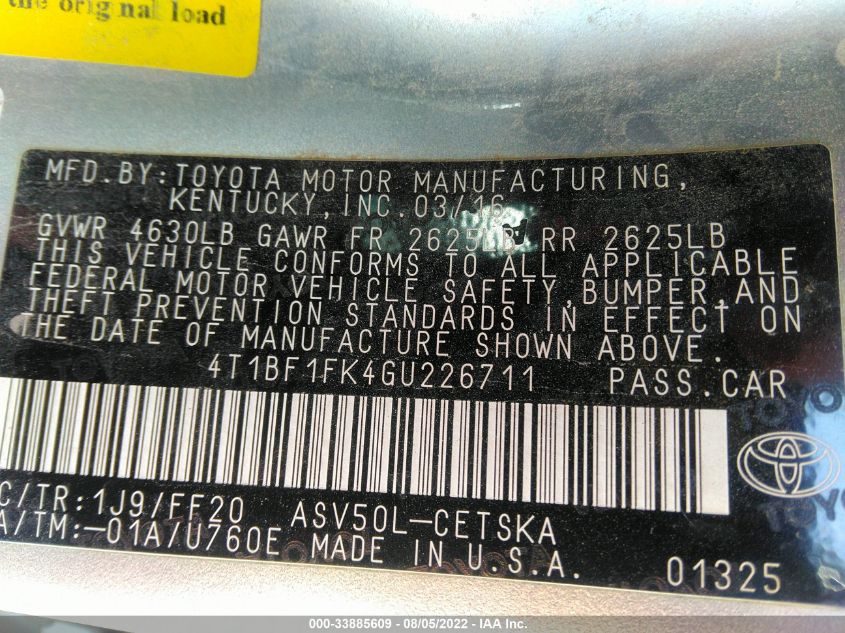 the original load
MFD.BY:TOYOTA MOTOR MANUFACTURING,
KENTUCKY,INC.03/16
GVWR 4630LB GAWR FR 2625LB RR 2625LB
THIS VEHICLE CONFORMS TO ALL APPLICABLE
FEDERAL MOTOR VEHICLE SAFETY,BUMPER,AND
THEFT PREVENTION STANDARDS IN EFFECT ON
THE DATE OF MANUFACTURE SHOWN ABOVE.
4T1BF1FK4GU226711 PASS.CAR
C/TR:1J9/FF20 ASV50L-CETSKA
A/TM:-01A/U760E MADE IN U.S.A.
01325
000-33885609 - 08/05/2022 - IAA Inc.